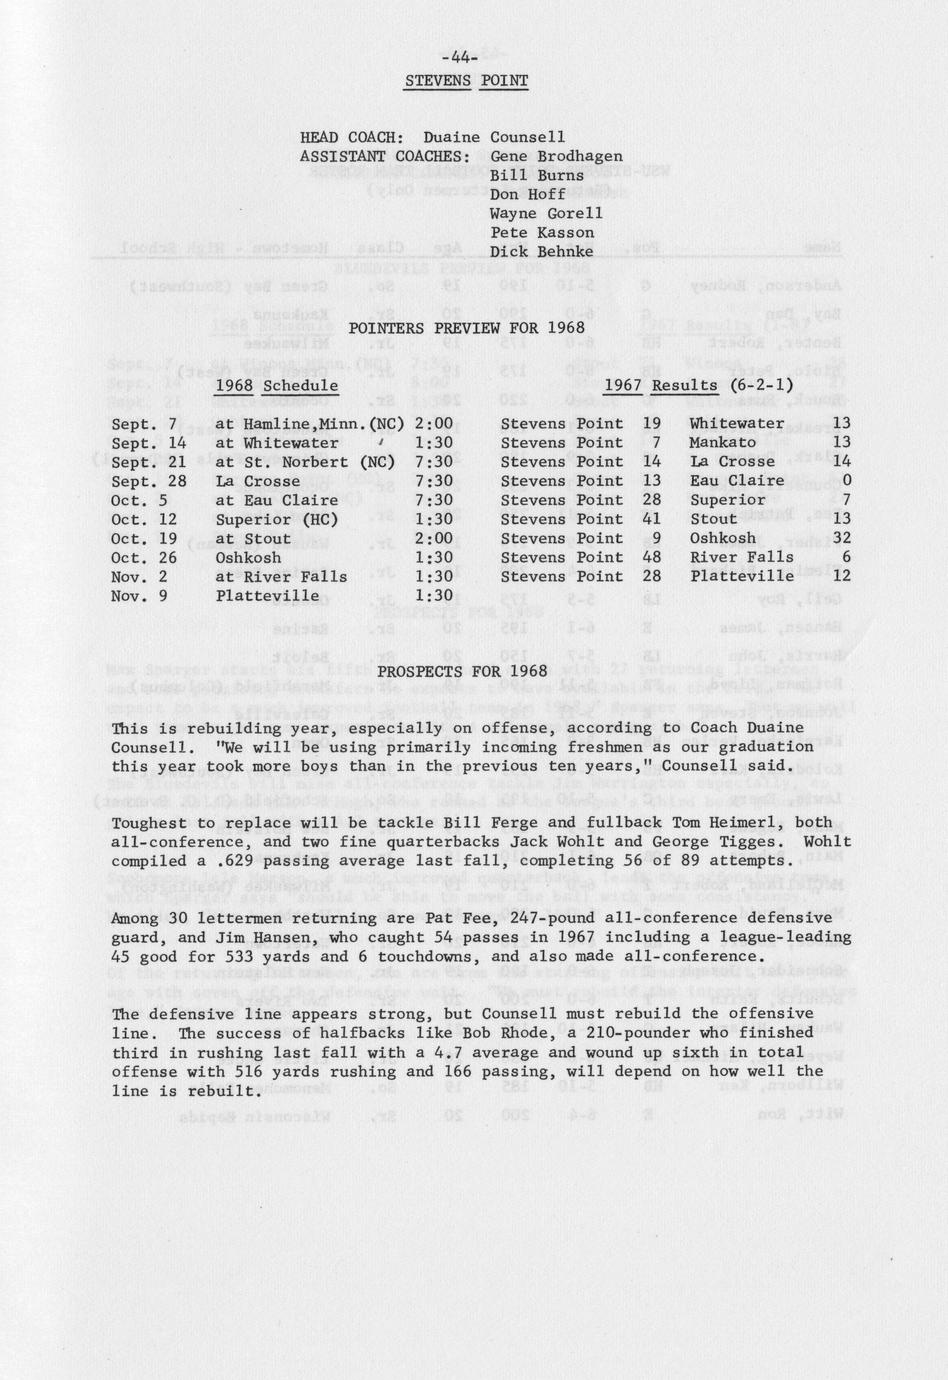 -44-
STEVENS POINT
HEAD COACH: Duaine Counsell
ASSISTANT COACHES: Gene Brodhagen
Bill Burns
Don Hoff
Wayne Gorell
Pete Kasson
Dick Behnke
POINTERS PREVIEW FOR 1968
1968 Schedule 1967 Results (6-2-1)
Sept. 7 at Hamline,Minn.(NC) 2:00 Stevens Point 19 Whitewater 13
Sept. 14 at Whitewater 1:30 Stevens Point 7 Mankato 13
Sept. 21 at St. Norbert (NC) 7:30 Stevens Point 14 La Crosse 14
Sept. 28 La Crosse 7:30 Stevens Point 13 Eau Claire 0
Oct. 5 at Eau Claire 7:30 Stevens Point 28 Superior 7
Oct. 12 Superior (HC) 1:30 Stevens Point 41 Stout 13
Oct. 19 at Stout 2:00 Stevens Point 9 Oshkosh 32
Oct. 26 Oshkosh 1:30 Stevens Point 48 River Falls 6
Nov. 2 at River Falls 1:30 Stevens Point 28 Platteville 12
Nov. 9 Platteville 1:30
PROSPECTS FOR 1968
This is rebuilding year, especially on offense, according to Coach Duaine
Counsell. "We will be using primarily incoming freshmen as our graduation
this year took more boys than in the previous ten years," Counsell said.
Toughest to replace will be tackle Bill Ferge and fullback Tom Heimerl, both
all-conference, and two fine quarterbacks Jack Wohlt and George Tigges. Wohlt
compiled a .629 passing average last fall, completing 56 of 89 attempts.
Among 30 lettermen returning are Pat Fee, 247-pound all-conference defensive
guard, and Jim Hansen, who caught 54 passes in 1967 including a league-leading
45 good for 533 yards and 6 touchdowns, and also made all-conference.
The defensive line appears strong, but Counsell must rebuild the offensive
line. The success of halfbacks like Bob Rhode, a 210-pounder who finished
third in rushing last fall with a 4.7 average and wound up sixth in total
offense with 516 yards rushing and 166 passing, will depend on how well the
line is rebuilt.